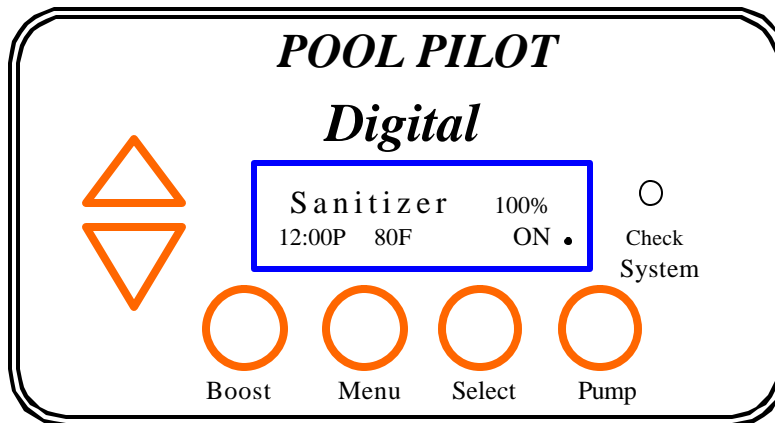 POOL PILOT
Digital
Sanitizer 100%
12:00P 80F ON .
Check
System
Boost Menu Select Pump